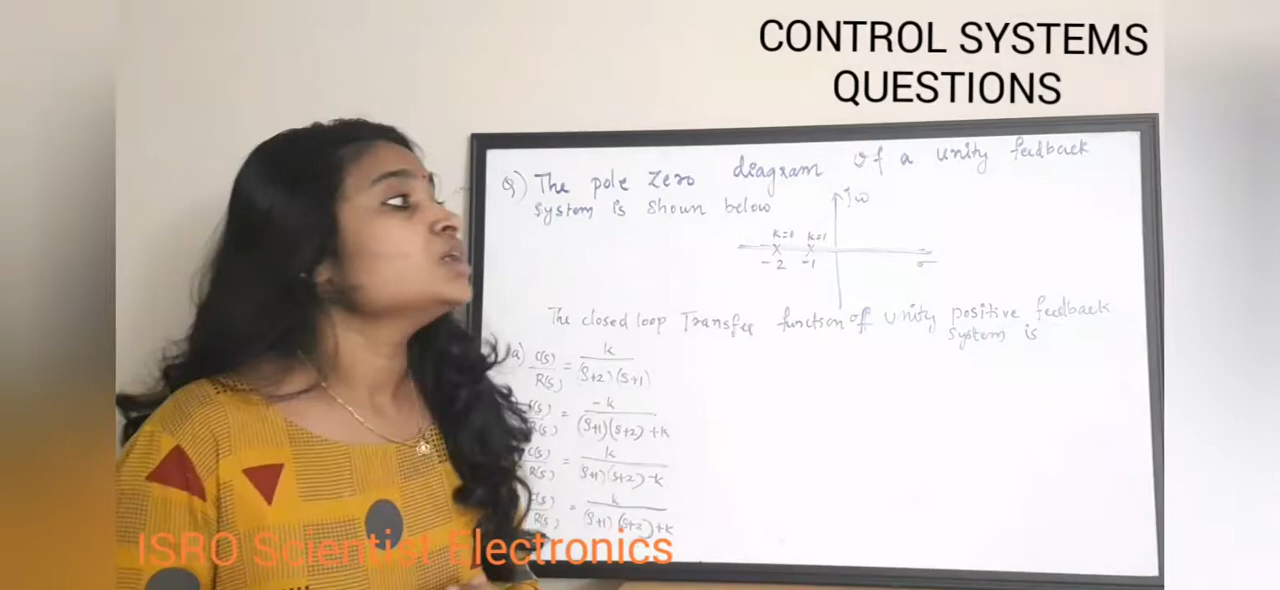 CONTROL SYSTEMS
QUESTIONS
Q) The pole zero diagram of a unity feedback
system is shown below
jω
k=0 k=1
-2 -1 σ
The closed loop Transfer function of unity positive feedback
system is
a) C(s)/R(s) = k/(s+2)(s+1)
C(s)/R(s) = -k/(s+1)(s+2)+k
C(s)/R(s) = k/(s+1)(s+2)-k
C(s)/R(s) = k/(s+1)(s+2)+k
ISRO Scientist Electronics